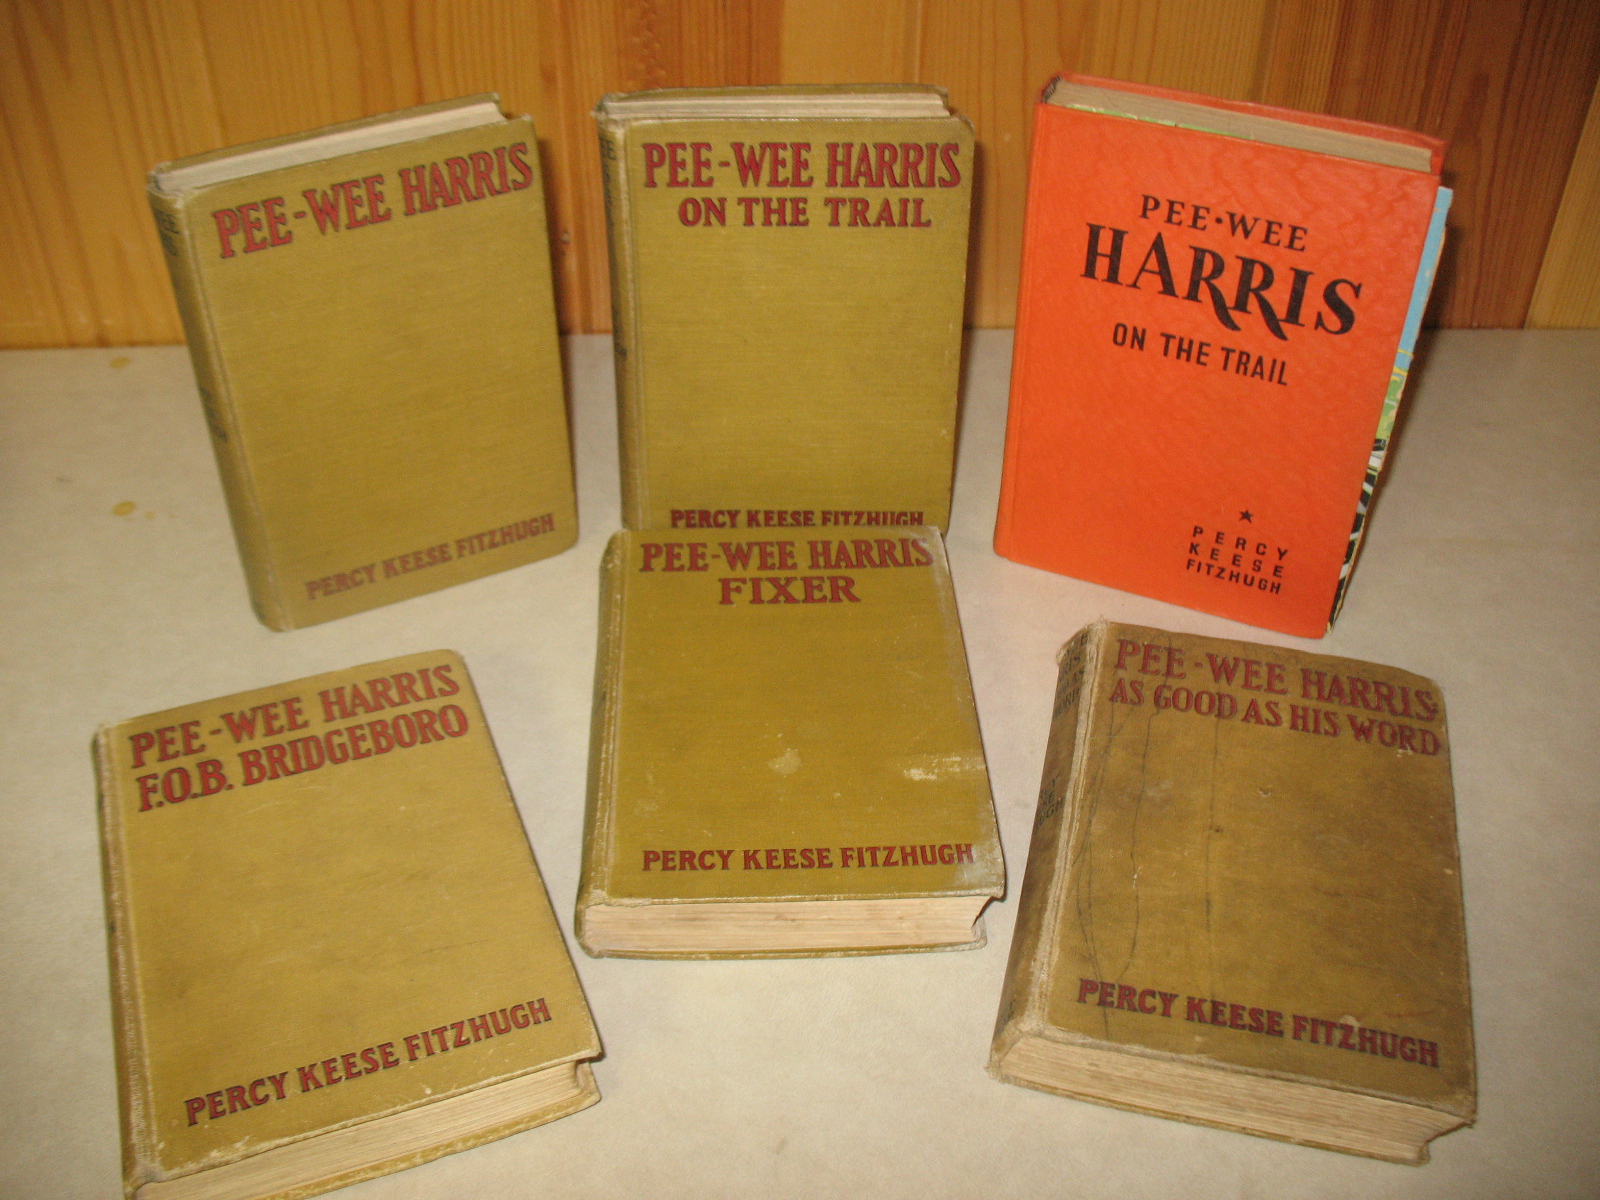 PEE-WEE HARRIS
PERCY KEESE FITZHUGH
PEE-WEE HARRIS
ON THE TRAIL
PERCY KEESE FITZHUGH
PEE-WEE
HARRIS
ON THE TRAIL
PERCY
KEESE
FITZHUGH
PEE-WEE HARRIS
F.O.B. BRIDGEBORO
PERCY KEESE FITZHUGH
PEE-WEE HARRIS
FIXER
PERCY KEESE FITZHUGH
PEE-WEE HARRIS:
AS GOOD AS HIS WORD
PERCY KEESE FITZHUGH